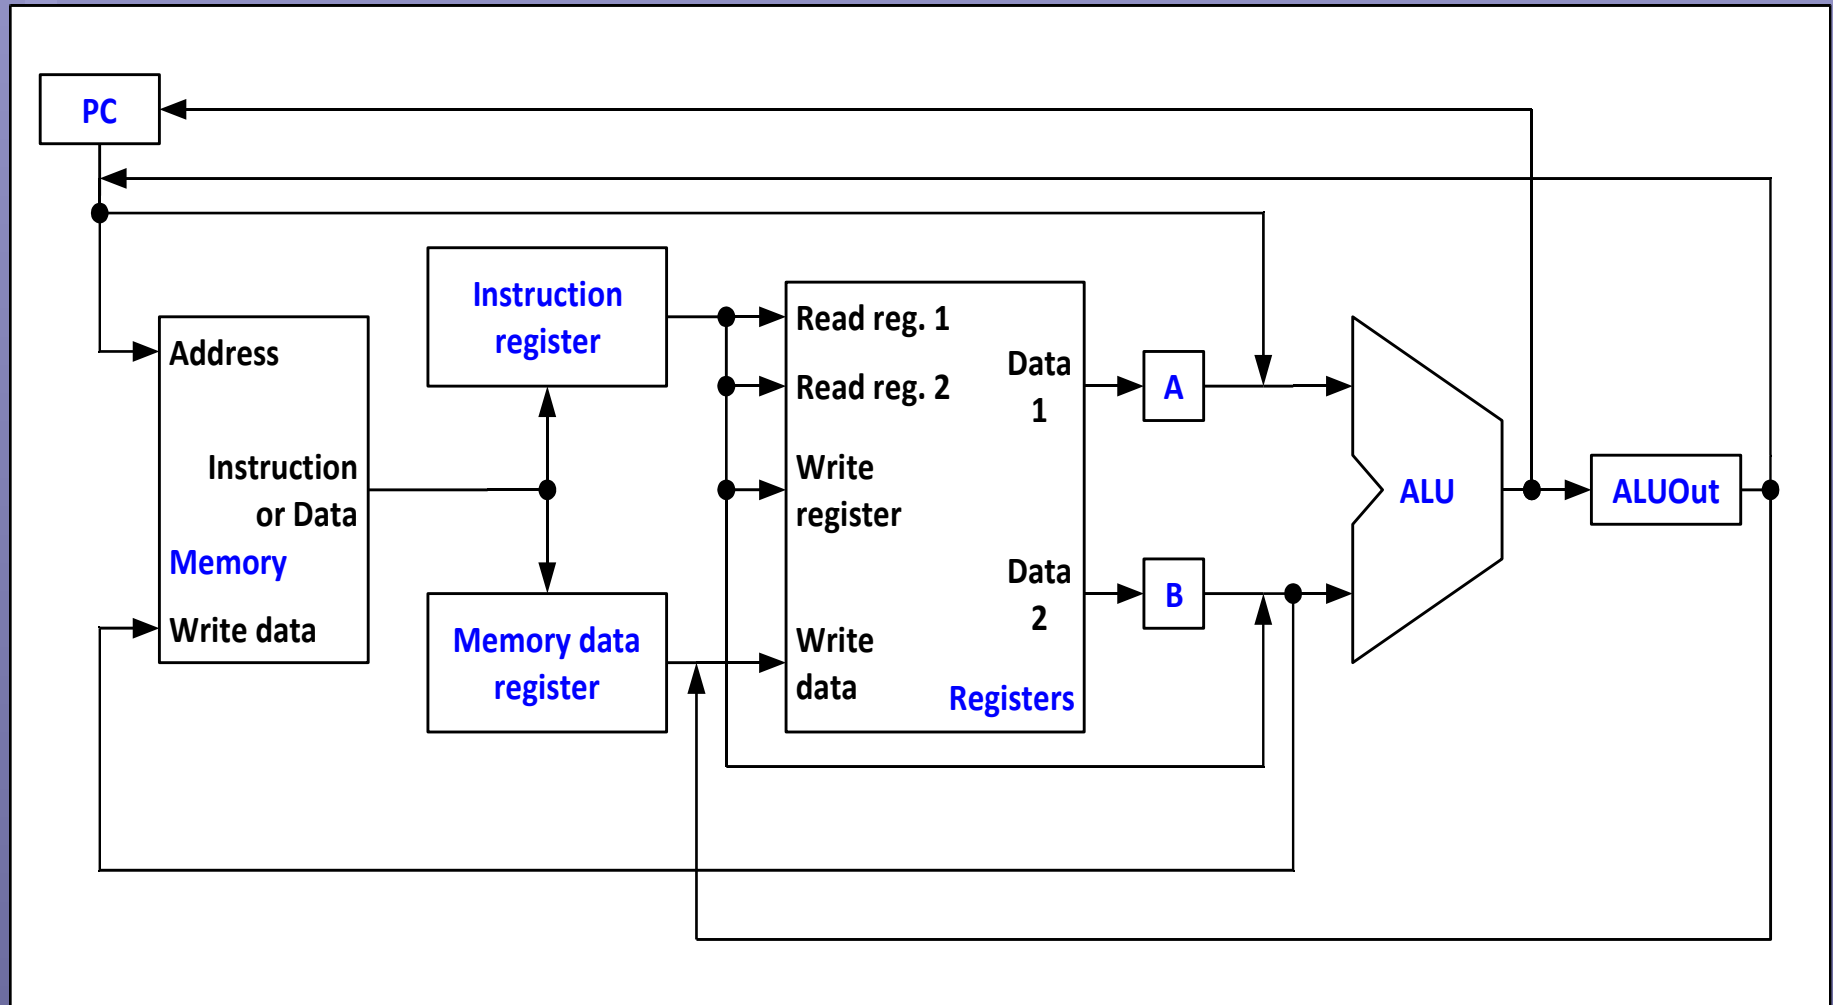 PC
Instruction
register
Address
Instruction
or Data
Memory
Write data
Memory data
register
Read reg. 1
Read reg. 2
Write
register
Write
data
Data
1
Data
2
Registers
A
B
ALU
ALUOut